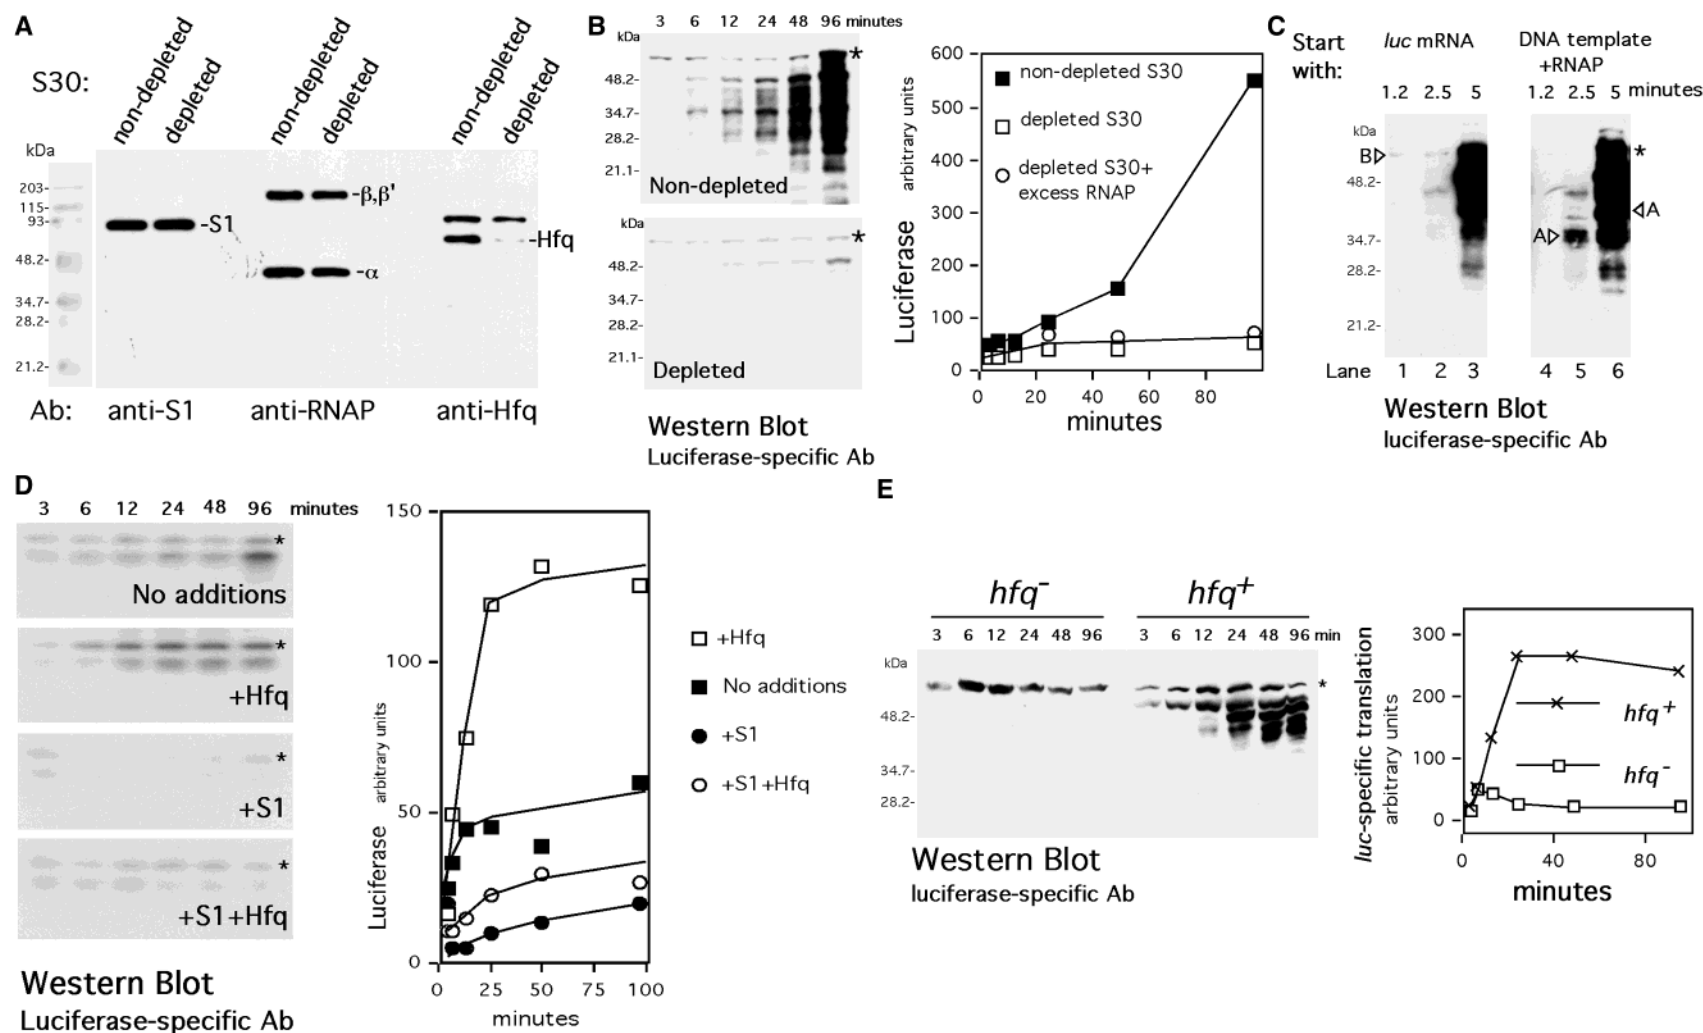 A
S30:
non-depleted
depleted
non-depleted
depleted
non-depleted
depleted
kDa
203-
115-
93-
48.2-
34.7-
28.2-
21.2-
-S1
-β,β'
-α
-Hfq
Ab:
anti-S1
anti-RNAP
anti-Hfq
B
3 6 12 24 48 96 minutes
kDa
48.2-
34.7-
28.2-
21.1-
*
Non-depleted
kDa
48.2-
34.7-
28.2-
21.1-
*
Depleted
Western Blot
Luciferase-specific Ab
Luciferase arbitrary units
600
500
400
300
200
100
0
non-depleted S30
depleted S30
depleted S30+
excess RNAP
0 20 40 60 80
minutes
C
Start
with:
luc mRNA
DNA template
+RNAP
1.2 2.5 5
1.2 2.5 5 minutes
kDa
B
48.2-
34.7-
28.2-
21.2-
*
A
A
Lane 1 2 3 4 5 6
Western Blot
luciferase-specific Ab
D
3 6 12 24 48 96 minutes
*
No additions
*
+Hfq
*
+S1
*
+S1+Hfq
Western Blot
Luciferase-specific Ab
Luciferase arbitrary units
150
100
50
0
0 25 50 75 100
minutes
+Hfq
No additions
+S1
+S1+Hfq
E
hfq-
hfq+
3 6 12 24 48 96
3 6 12 24 48 96 min
kDa
48.2-
34.7-
28.2-
*
Western Blot
luciferase-specific Ab
luc-specific translation
arbitrary units
300
200
100
0
hfq+
hfq-
0 40 80
minutes